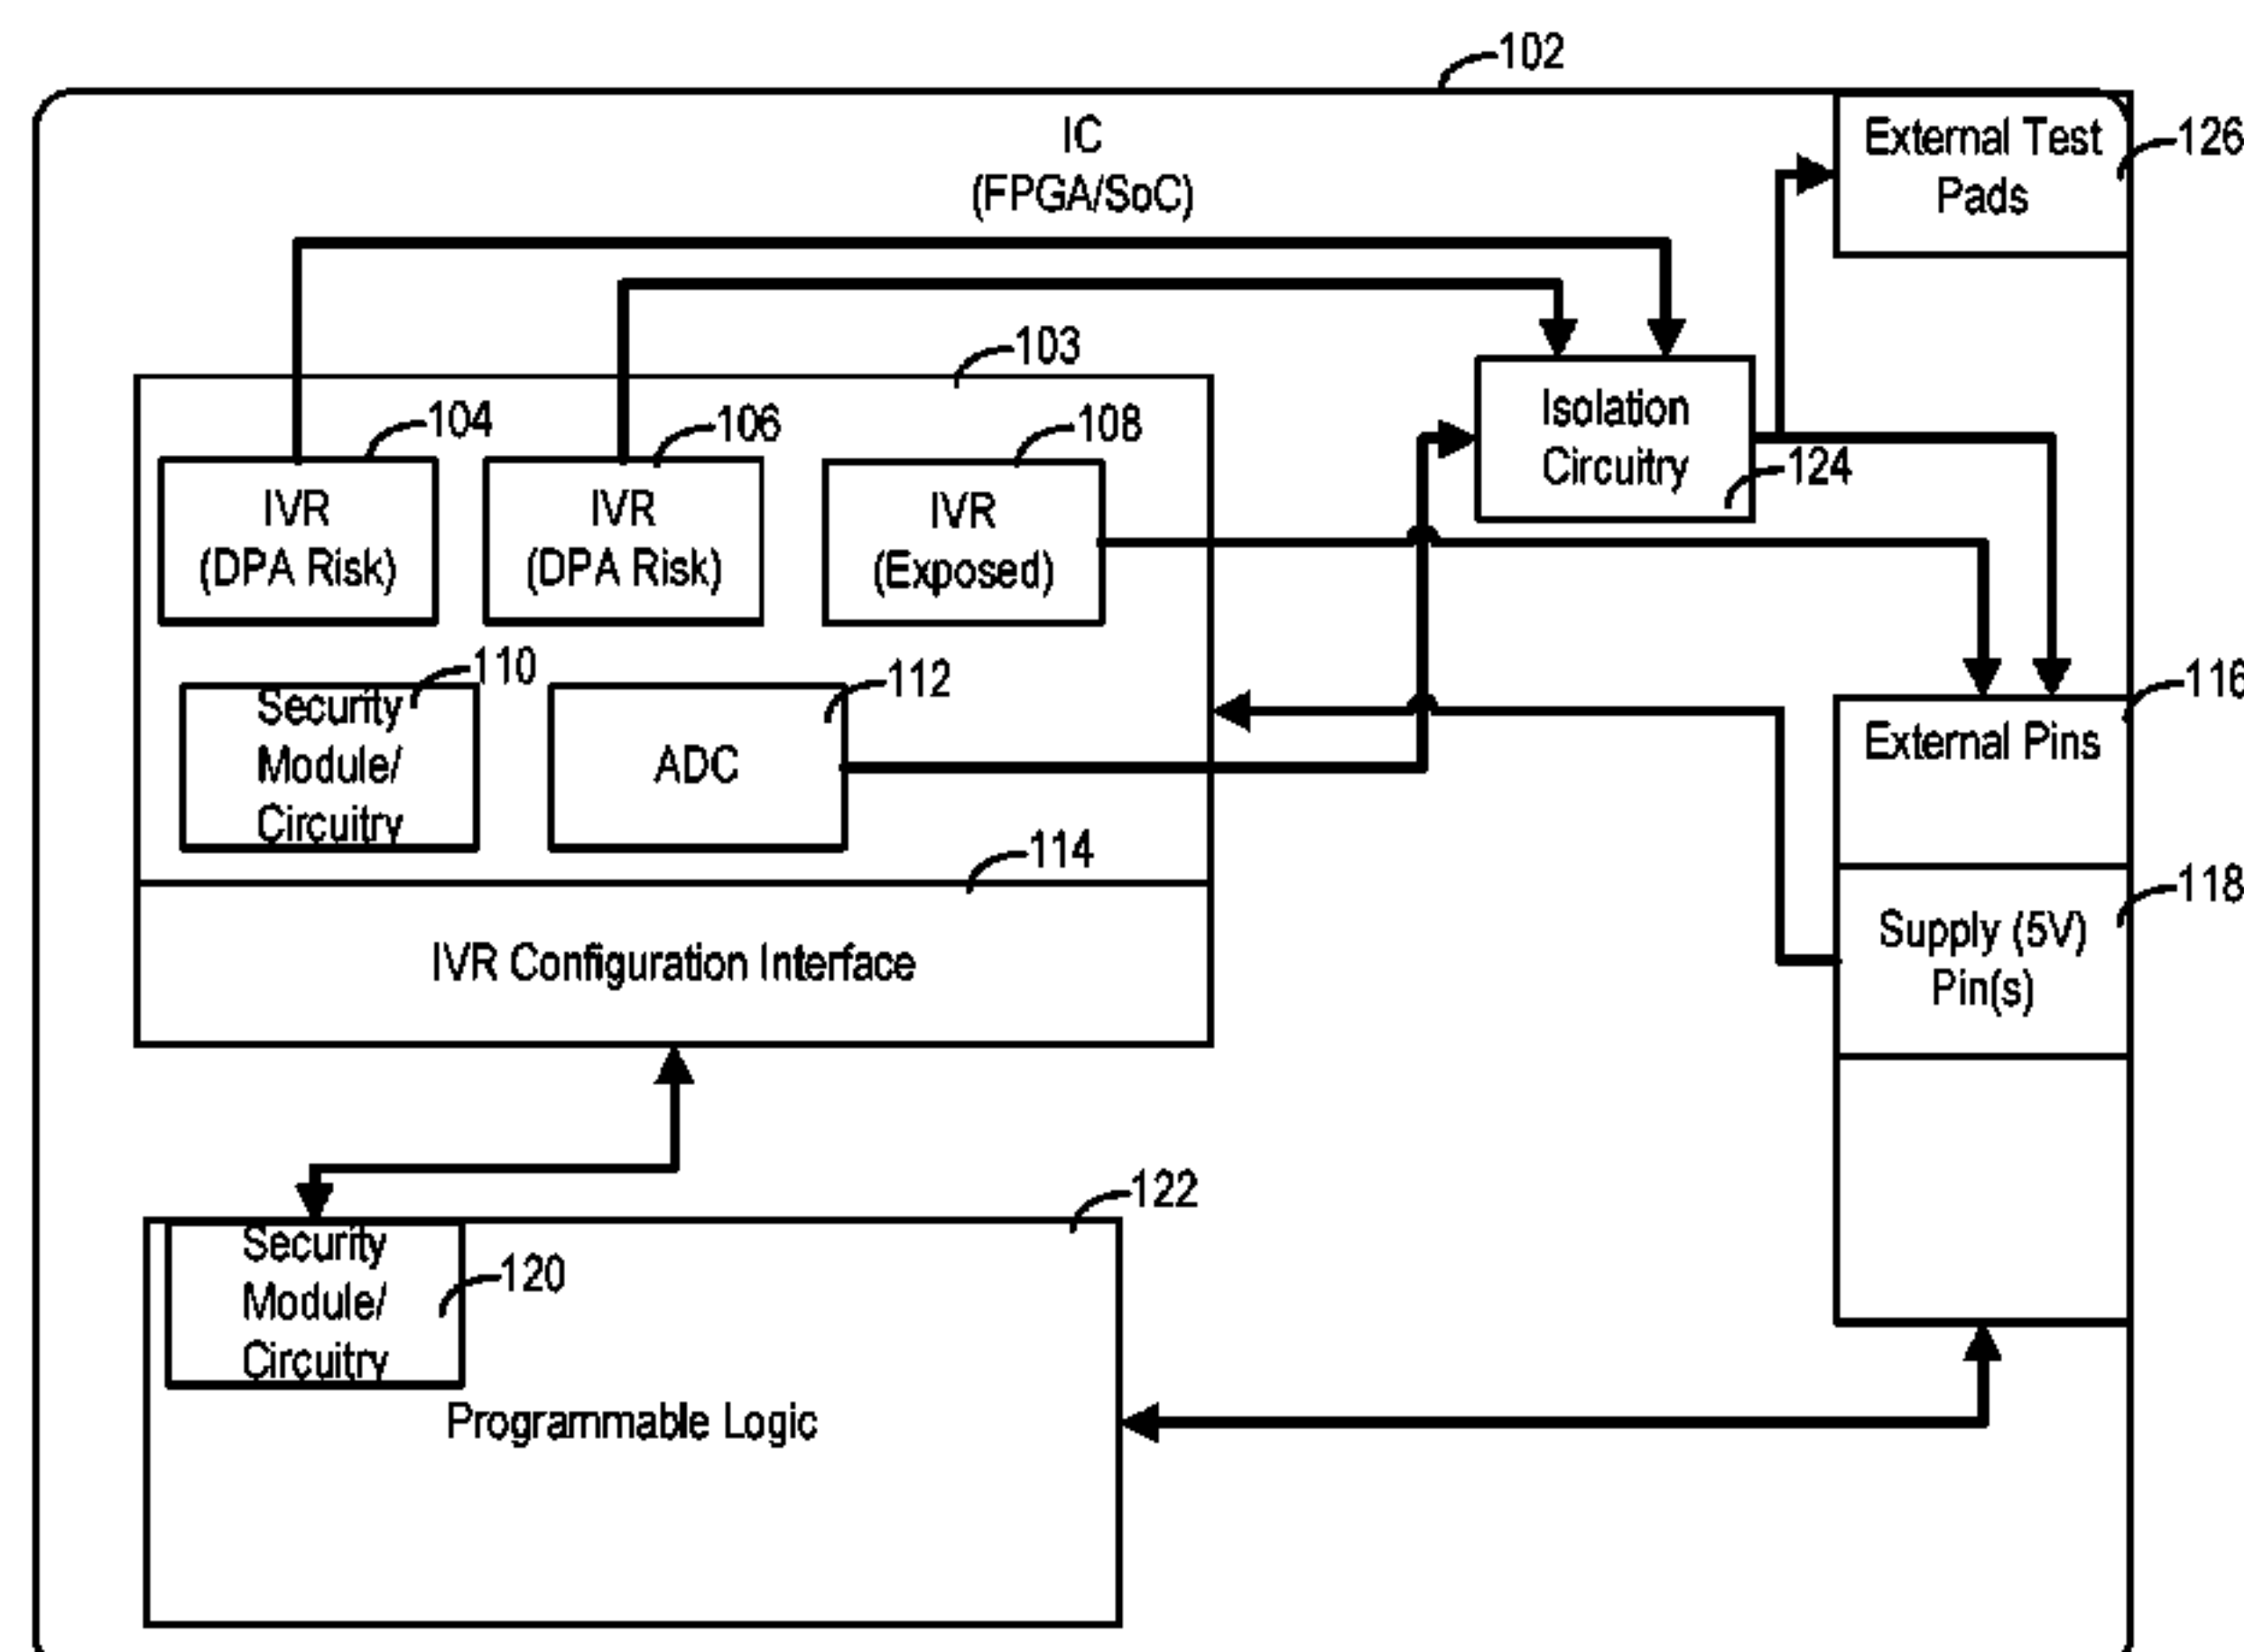 102
IC
(FPGA/SoC)
External Test
Pads
126
103
104
106
108
Isolation
Circuitry
124
IVR
(DPA Risk)
IVR
(DPA Risk)
IVR
(Exposed)
110
112
116
Security
Module/
Circuitry
ADC
External Pins
114
118
IVR Configuration Interface
Supply (5V)
Pin(s)
122
Security
Module/
Circuitry
120
Programmable Logic